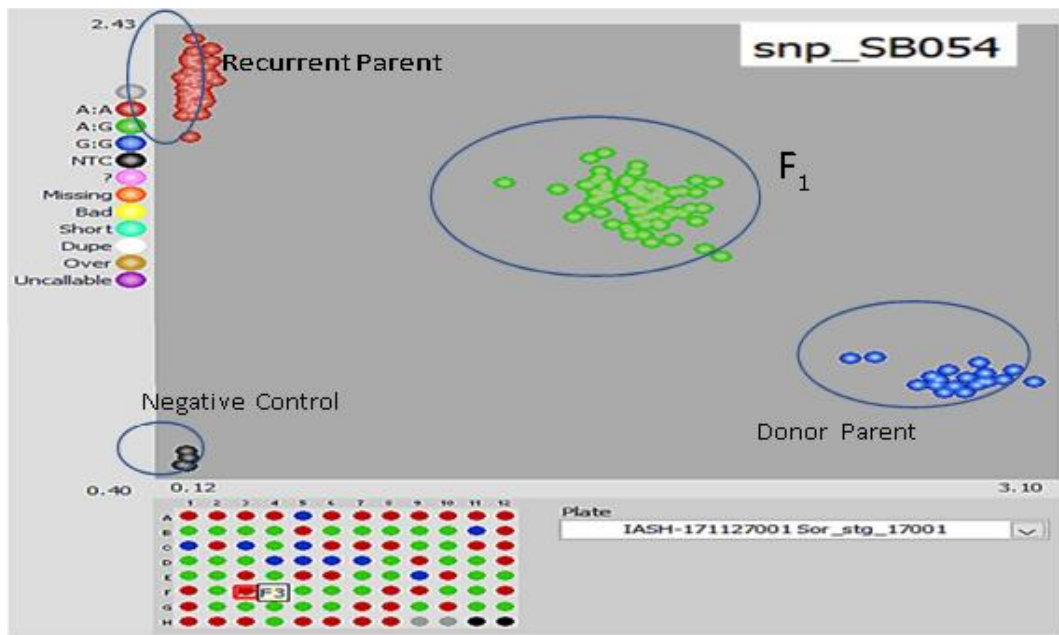 2.43
snp_SB054
Recurrent Parent
A:A
A:G
G:G
NTC
?
Missing
Bad
Short
Dupe
Over
Uncallable
F1
Negative Control
Donor Parent
0.40
0.12
3.10
1 2 3 4 5 6 7 8 9 10 11 12
A
B
C
D
E
F
F3
G
H
Plate
IASH-171127001 Sor_stg_17001